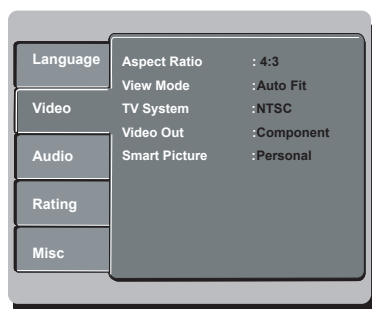 Language
Video
Audio
Rating
Misc
Aspect Ratio : 4:3
View Mode :Auto Fit
TV System :NTSC
Video Out :Component
Smart Picture :Personal